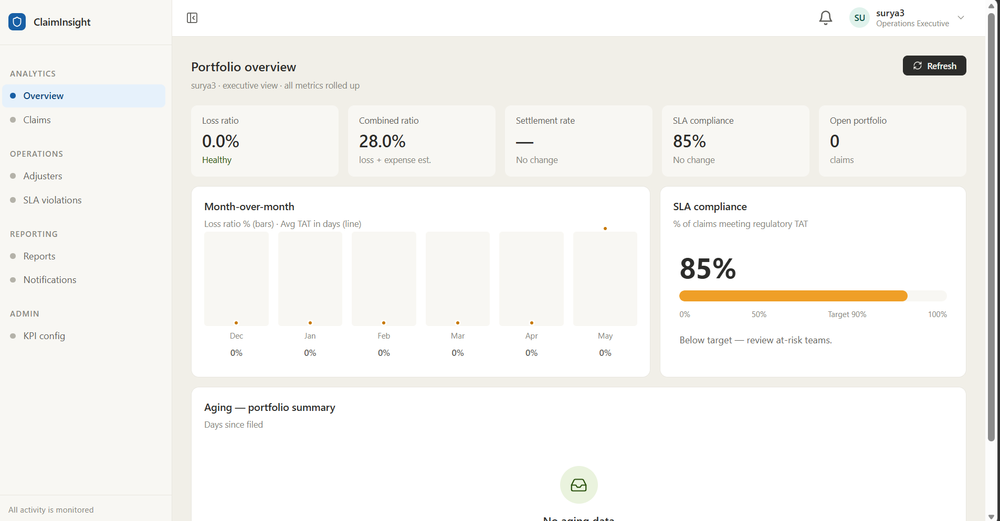 ClaimInsight
SU
surya3
Operations Executive
ANALYTICS
Overview
Claims
OPERATIONS
Adjusters
SLA violations
REPORTING
Reports
Notifications
ADMIN
KPI config
All activity is monitored
Portfolio overview
surya3 · executive view · all metrics rolled up
Refresh
Loss ratio
0.0%
Healthy
Combined ratio
28.0%
loss + expense est.
Settlement rate
—
No change
SLA compliance
85%
No change
Open portfolio
0
claims
Month-over-month
Loss ratio % (bars) · Avg TAT in days (line)
Dec Jan Feb Mar Apr May
0% 0% 0% 0% 0% 0%
SLA compliance
% of claims meeting regulatory TAT
85%
0% 50% Target 90% 100%
Below target — review at-risk teams.
Aging — portfolio summary
Days since filed
No aging data